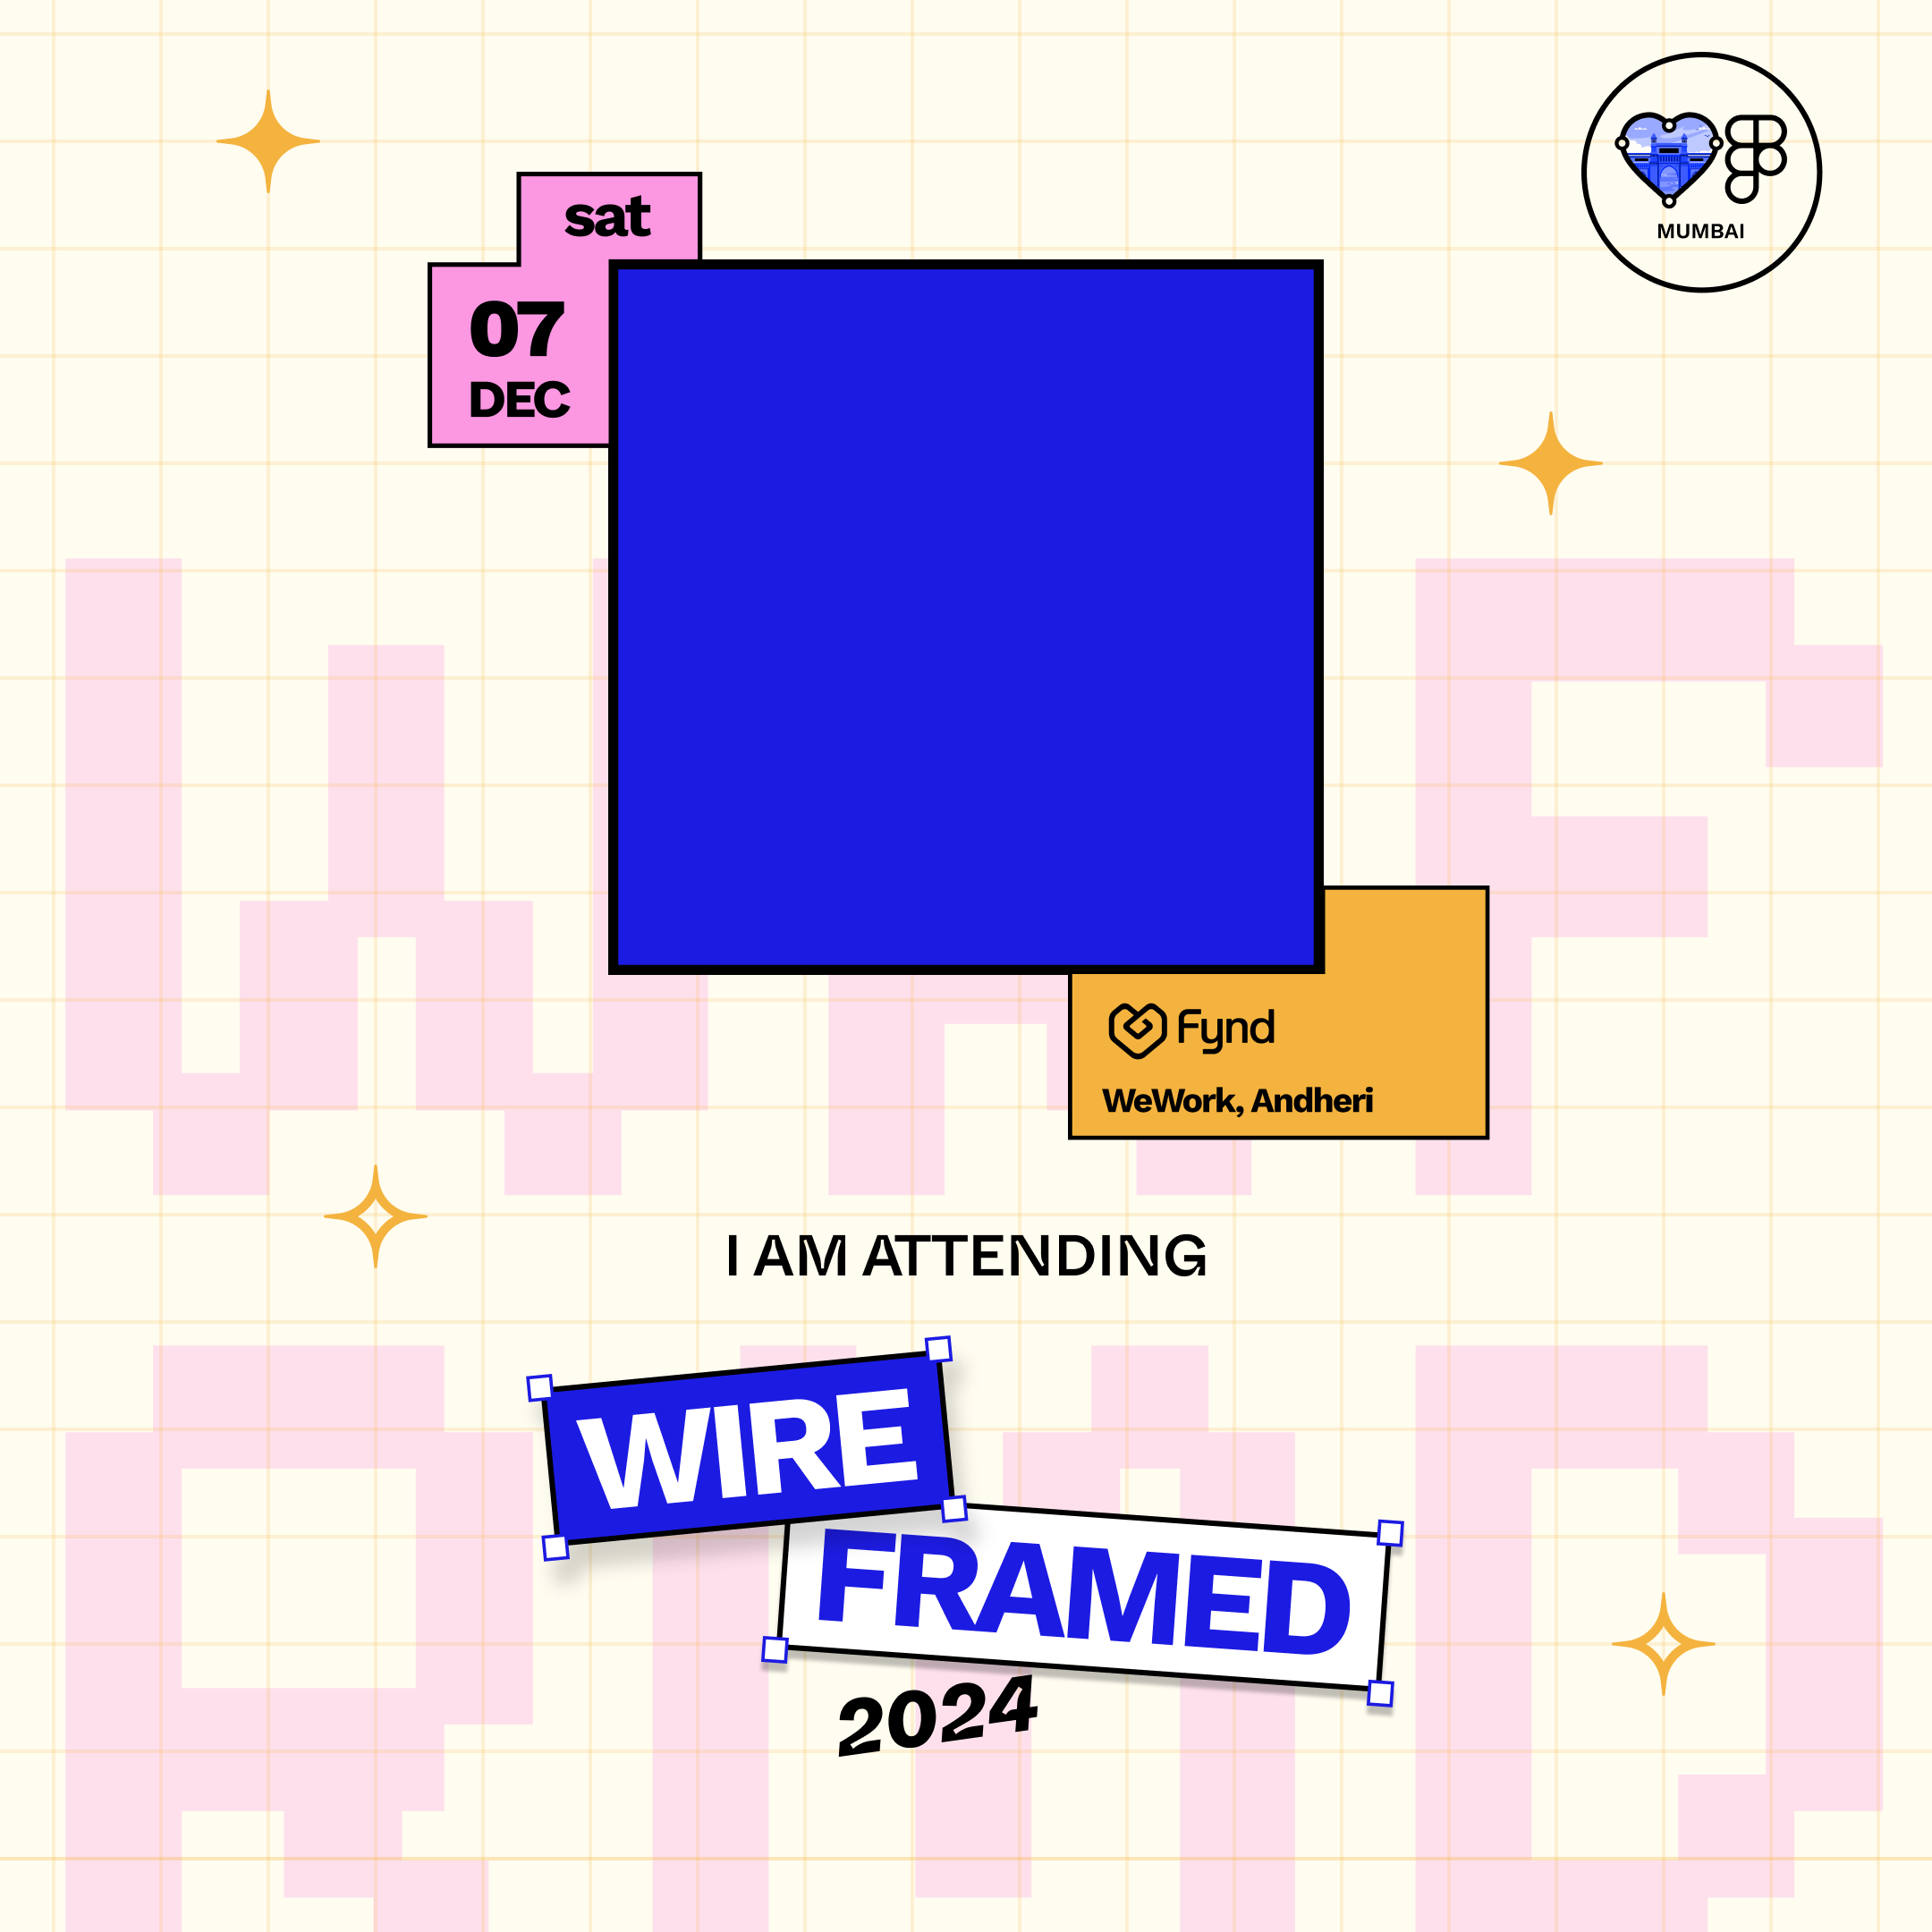 MUMBAI
sat
07
DEC
Fynd
WeWork, Andheri
I AM ATTENDING
WIRE
FRAMED
2024